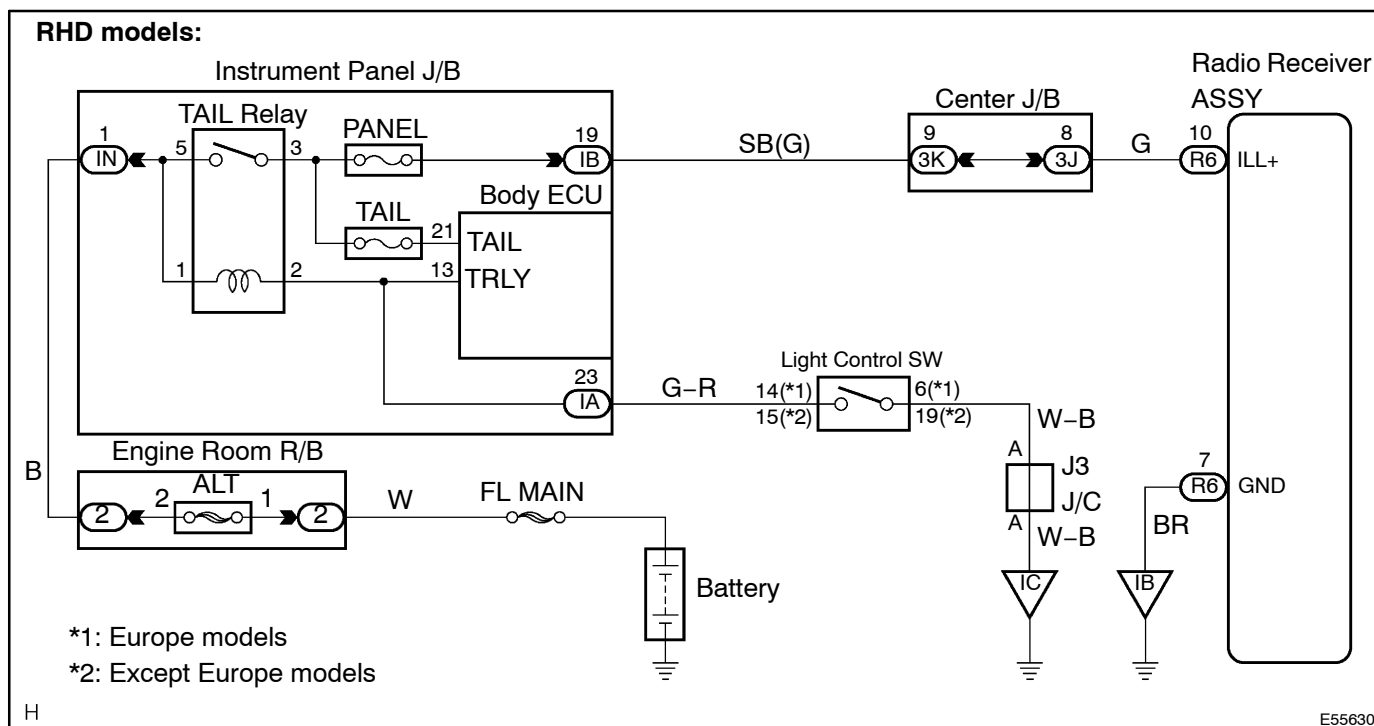 RHD models:
Instrument Panel J/B
Radio Receiver
ASSY
TAIL Relay
Center J/B
1
IN
5
3
PANEL
19
IB
SB(G)
9
3K
8
3J
G
10
R6
ILL+
Body ECU
TAIL
21
TAIL
1
2
13
TRLY
23
IA
G−R
Light Control SW
14(*1)
15(*2)
6(*1)
19(*2)
W−B
A
J3
J/C
A
W−B
IC
7
R6
GND
BR
IB
Engine Room R/B
B
2
2
ALT
1
2
W
FL MAIN
Battery
*1: Europe models
*2: Except Europe models
H
E55630